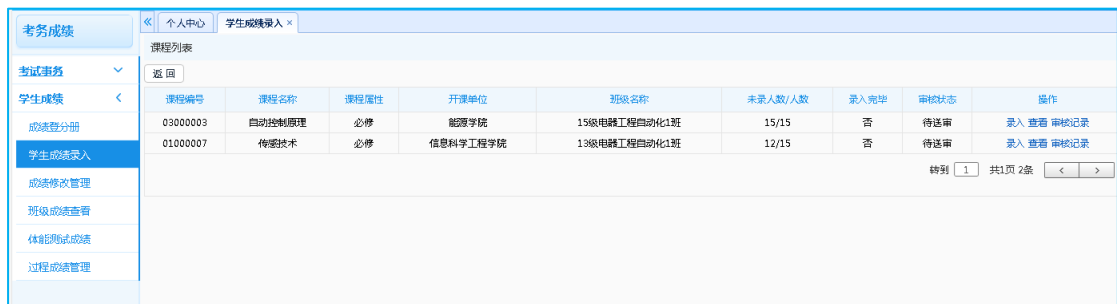 考务成绩
考试事务
学生成绩
成绩登分册
学生成绩录入
成绩修改管理
班级成绩查看
体能测试成绩
过程成绩管理
个人中心 学生成绩录入 ×
课程列表
返回
课程编号 课程名称 课程属性 开课单位 班级名称 未录人数/人数 录入完毕 审核状态 操作
03000003 自动控制原理 必修 能源学院 15级电器工程自动化1班 15/15 否 待送审 录入 查看 审核记录
01000007 传感技术 必修 信息科学工程学院 13级电器工程自动化1班 12/15 否 待送审 录入 查看 审核记录
转到 1 共1页 2条 < >